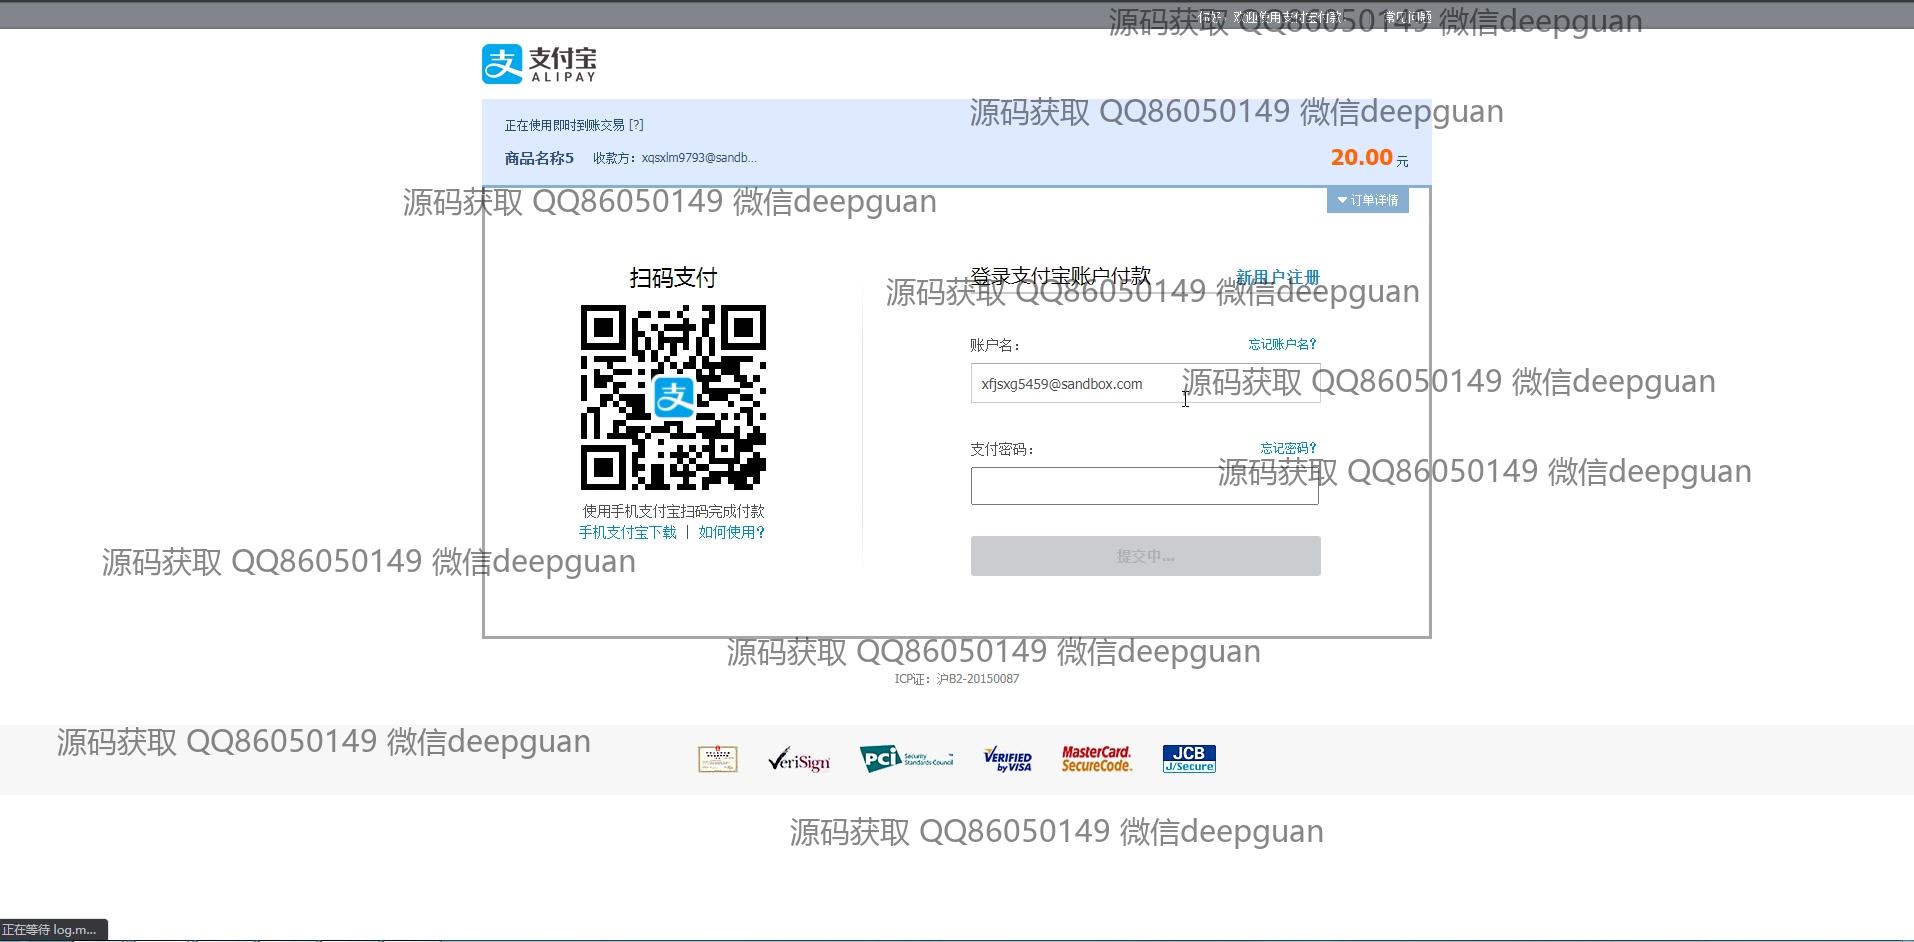 你好，欢迎使用支付宝付款！
常见问题
源码获取 QQ86050149 微信deepguan
支付宝
ALIPAY
源码获取 QQ86050149 微信deepguan
正在使用即时到账交易 [?]
商品名称5 收款方：xqsxlm9793@sandb...
20.00 元
源码获取 QQ86050149 微信deepguan
订单详情
扫码支付
登录支付宝账户付款
新用户注册
源码获取 QQ86050149 微信deepguan
账户名：
忘记账户名？
xfjsxg5459@sandbox.com
源码获取 QQ86050149 微信deepguan
支付密码：
忘记密码？
源码获取 QQ86050149 微信deepguan
支
使用手机支付宝扫码完成付款
手机支付宝下载 | 如何使用？
提交中...
源码获取 QQ86050149 微信deepguan
源码获取 QQ86050149 微信deepguan
ICP证：沪B2-20150087
源码获取 QQ86050149 微信deepguan
VeriSign
PCI Security Standards Council
VERIFIED by VISA
MasterCard. SecureCode.
JCB J/Secure
源码获取 QQ86050149 微信deepguan
正在等待 log.m...